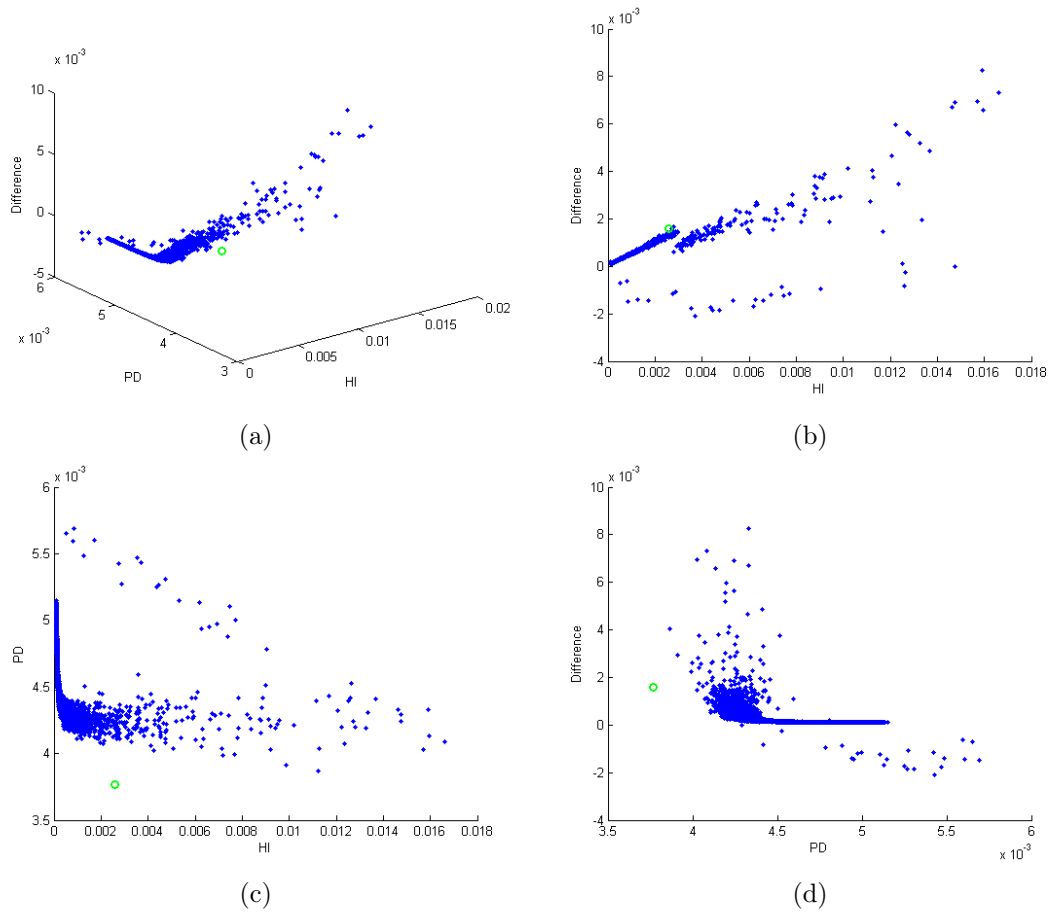 x 10⁻³
10
5
0
-5
Difference
6
5
4
3
x 10⁻³
PD
0
0.005
0.01
0.015
0.02
HI
(a)
x 10⁻³
10
8
6
4
2
0
-2
-4
Difference
0 0.002 0.004 0.006 0.008 0.01 0.012 0.014 0.016 0.018
HI
(b)
x 10⁻³
6
5.5
5
4.5
4
3.5
PD
0 0.002 0.004 0.006 0.008 0.01 0.012 0.014 0.016 0.018
HI
(c)
x 10⁻³
10
8
6
4
2
0
-2
-4
Difference
3.5 4 4.5 5 5.5 6
PD
x 10⁻³
(d)